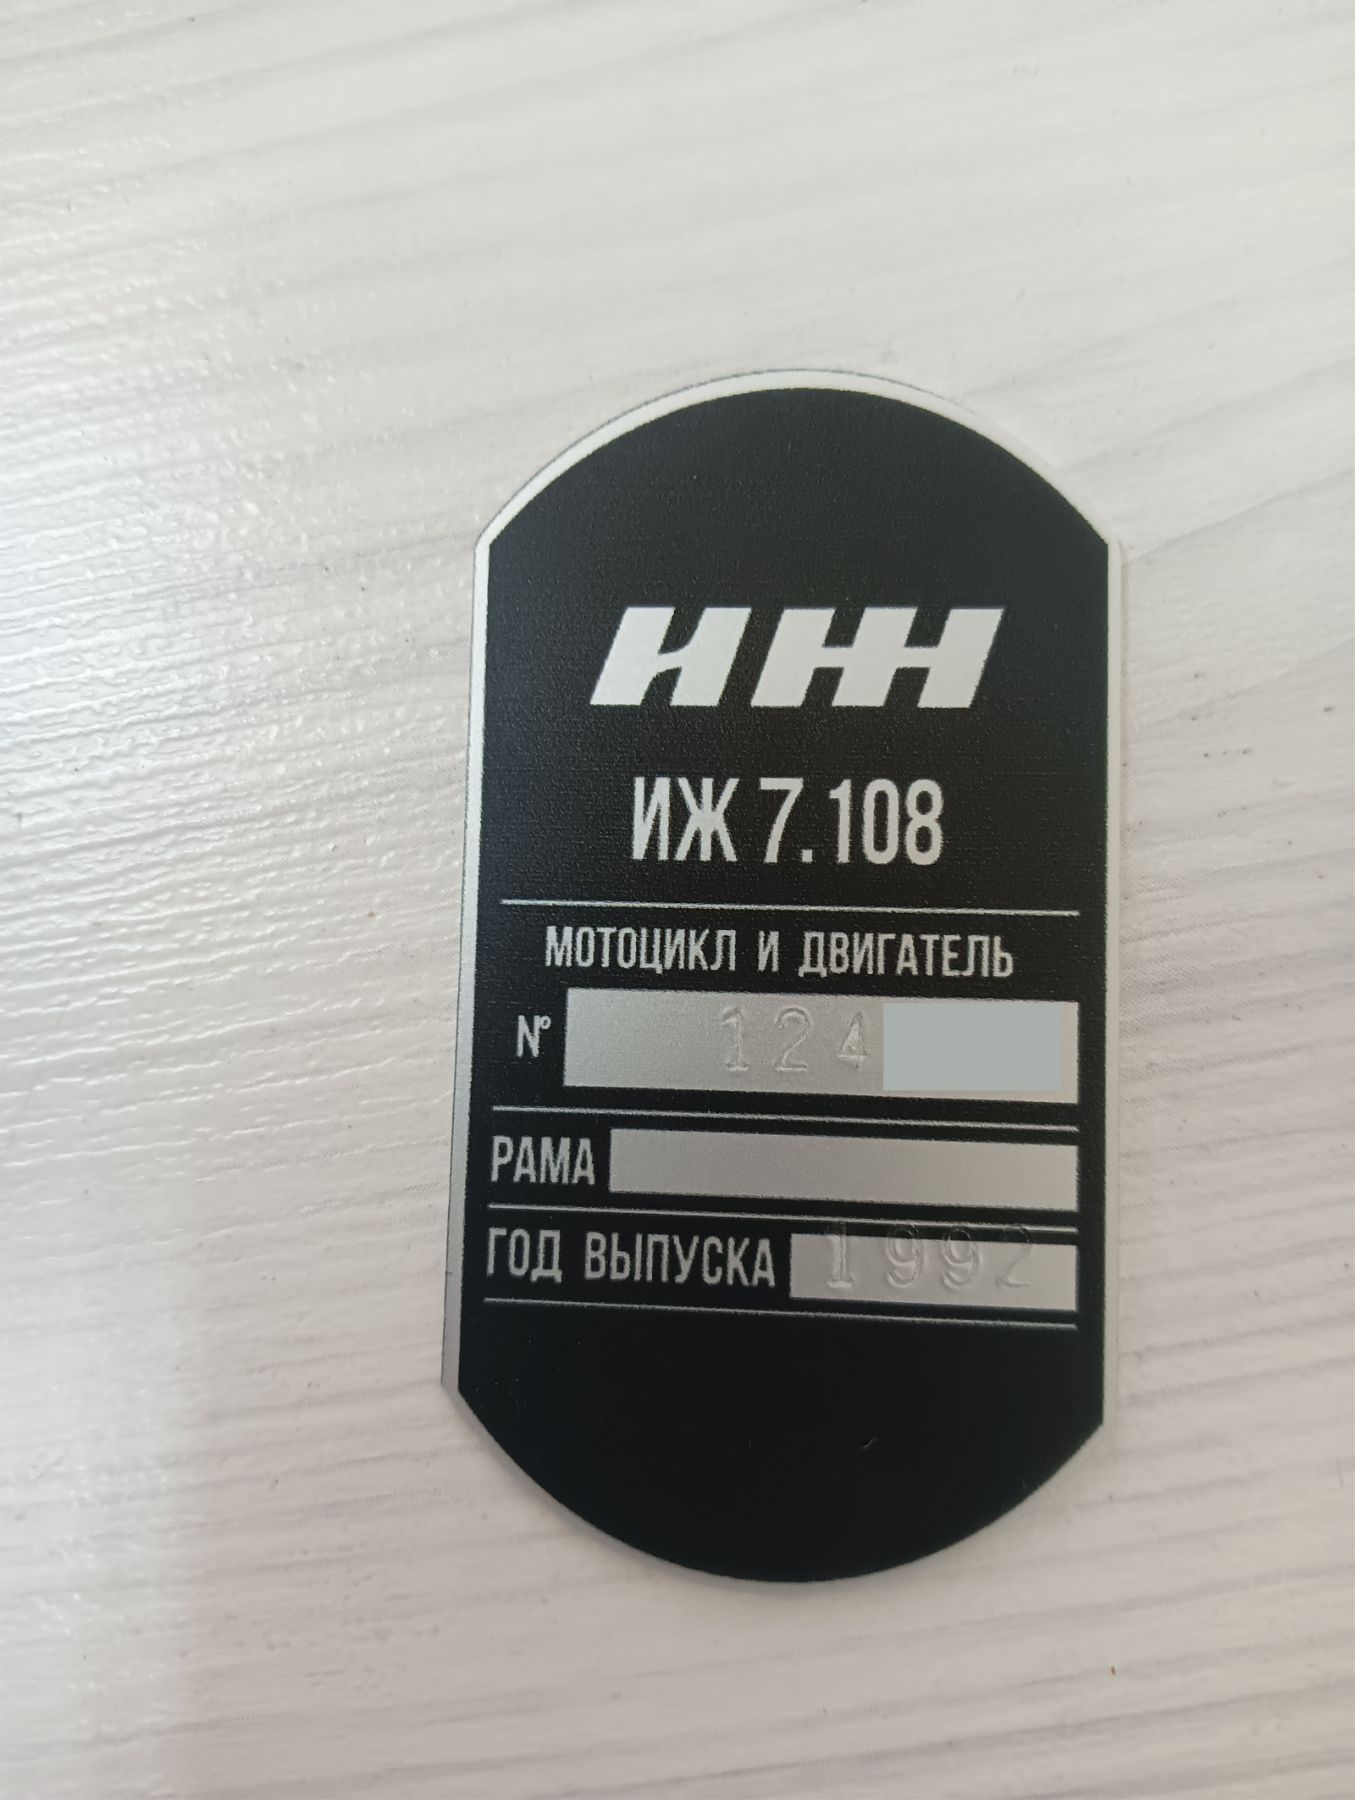 ИЖ
ИЖ 7.108
МОТОЦИКЛ И ДВИГАТЕЛЬ
№ 124
РАМА
ГОД ВЫПУСКА 1992